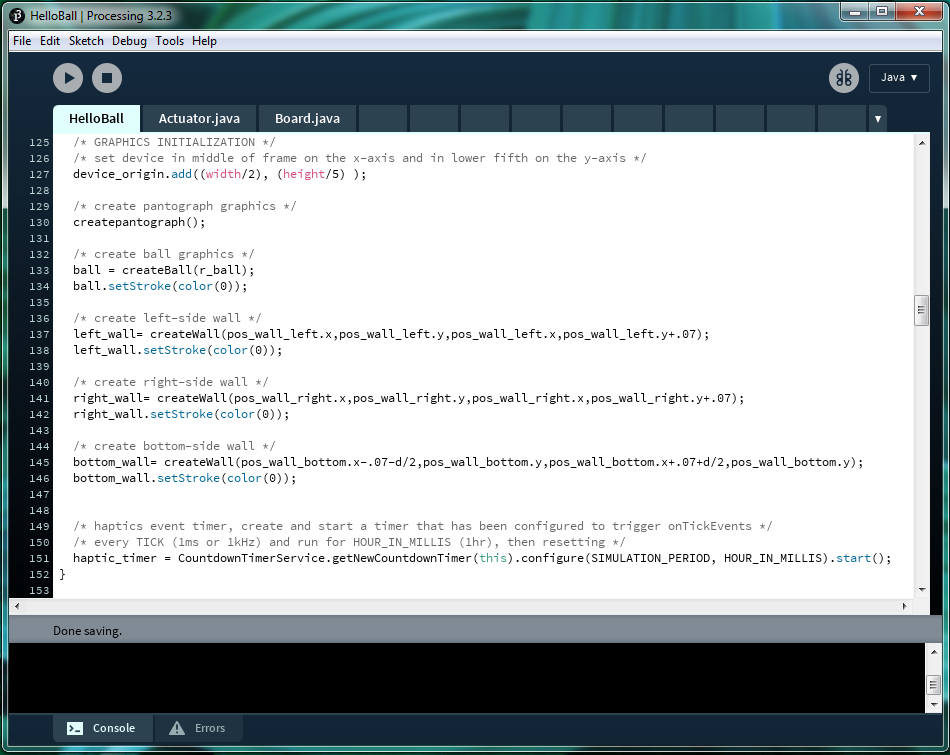 HelloBall | Processing 3.2.3
File Edit Sketch Debug Tools Help
Java ▼
HelloBall Actuator.java Board.java ▼
125 /* GRAPHICS INITIALIZATION */
126 /* set device in middle of frame on the x-axis and in lower fifth on the y-axis */
127 device_origin.add((width/2), (height/5) );
128
129 /* create pantograph graphics */
130 createpantograph();
131
132 /* create ball graphics */
133 ball = createBall(r_ball);
134 ball.setStroke(color(0));
135
136 /* create left-side wall */
137 left_wall= createWall(pos_wall_left.x,pos_wall_left.y,pos_wall_left.x,pos_wall_left.y+.07);
138 left_wall.setStroke(color(0));
139
140 /* create right-side wall */
141 right_wall= createWall(pos_wall_right.x,pos_wall_right.y,pos_wall_right.x,pos_wall_right.y+.07);
142 right_wall.setStroke(color(0));
143
144 /* create bottom-side wall */
145 bottom_wall= createWall(pos_wall_bottom.x-.07-d/2,pos_wall_bottom.y,pos_wall_bottom.x+.07+d/2,pos_wall_bottom.y);
146 bottom_wall.setStroke(color(0));
147
148
149 /* haptics event timer, create and start a timer that has been configured to trigger onTickEvents */
150 /* every TICK (1ms or 1kHz) and run for HOUR_IN_MILLIS (1hr), then resetting */
151 haptic_timer = CountdownTimerService.getNewCountdownTimer(this).configure(SIMULATION_PERIOD, HOUR_IN_MILLIS).start();
152 }
153
Done saving.
Console Errors